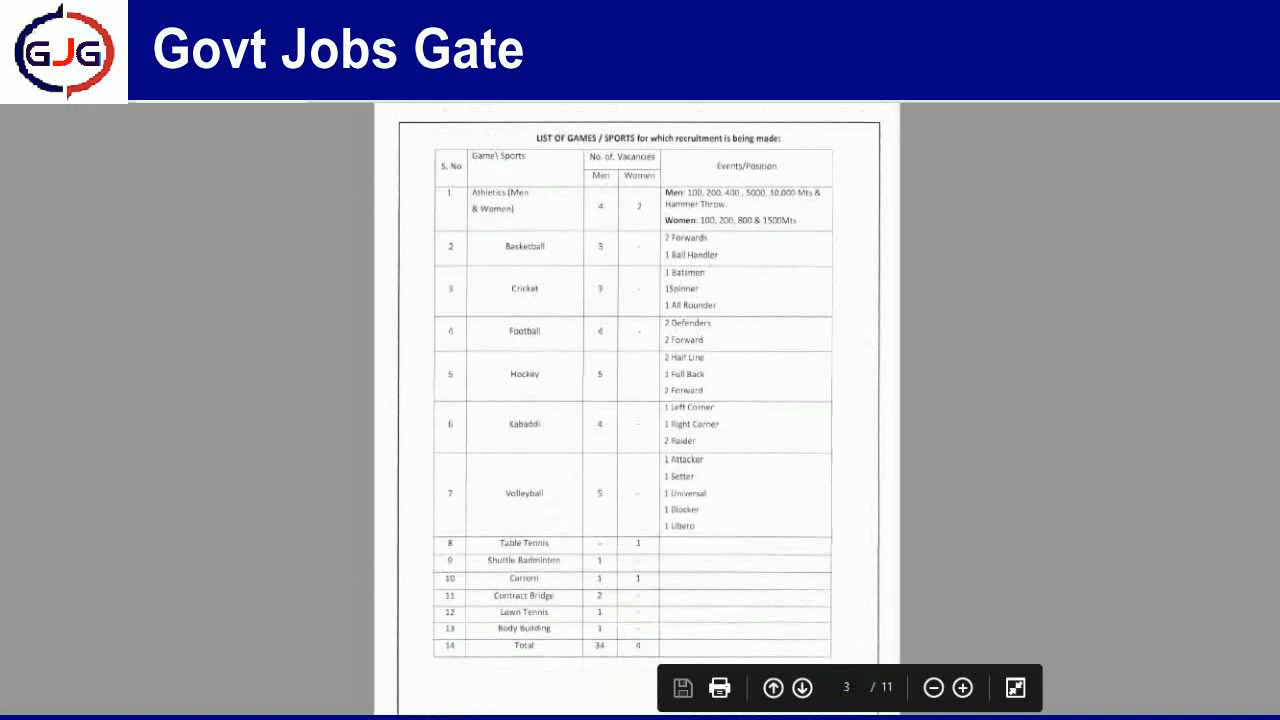 GJG
Govt Jobs Gate
LIST OF GAMES / SPORTS for which recruitment is being made:
S. No Game\ Sports No. of. Vacancies Events/Position
Men Women
1 Athletics (Men & Women) 4 2 Men: 100, 200, 400 , 5000, 10,000 Mts &
Hammer Throw.
Women: 100, 200, 800 & 1500Mts
2 Basketball 3 - 2 Forwards
1 Ball Handler
3 Cricket 3 - 1 Batsmen
1Spinner
1 All Rounder
4 Football 4 - 2 Defenders
2 Forward
5 Hockey 5 2 Half Line
1 Full Back
2 Forward
6 Kabaddi 4 - 1 Left Corner
1 Right Corner
2 Raider
7 Volleyball 5 - 1 Attacker
1 Setter
1 Universal
1 Blocker
1 Libero
8 Table Tennis - 1
9 Shuttle Badminton 1 -
10 Carrom 1 1
11 Contract Bridge 2 -
12 Lawn Tennis 1 -
13 Body Building 1 -
14 Total 34 4
3 / 11